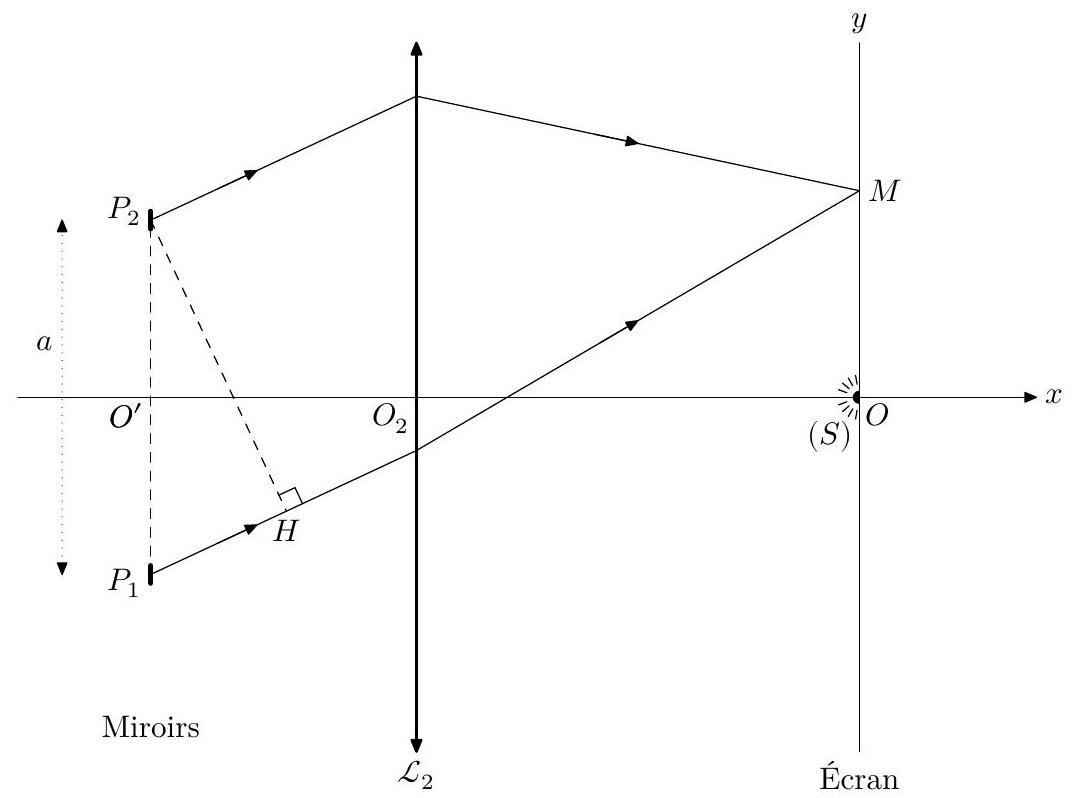 y
P₂
M
a
O′
O₂
(S)
O
x
H
P₁
Miroirs
ℒ₂
Écran